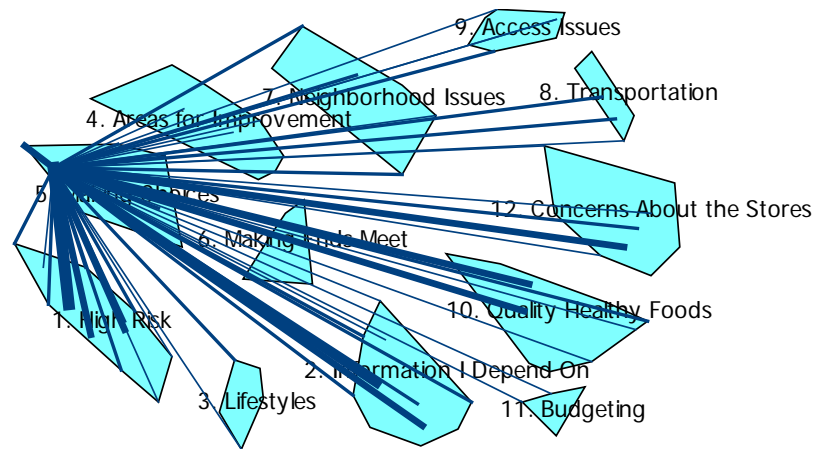 9. Access Issues
8. Transportation
7. Neighborhood Issues
4. Areas for Improvement
5. Making Choices
12. Concerns About the Stores
6. Making Ends Meet
10. Quality Healthy Foods
1. High Risk
2. Information I Depend On
3. Lifestyles
11. Budgeting